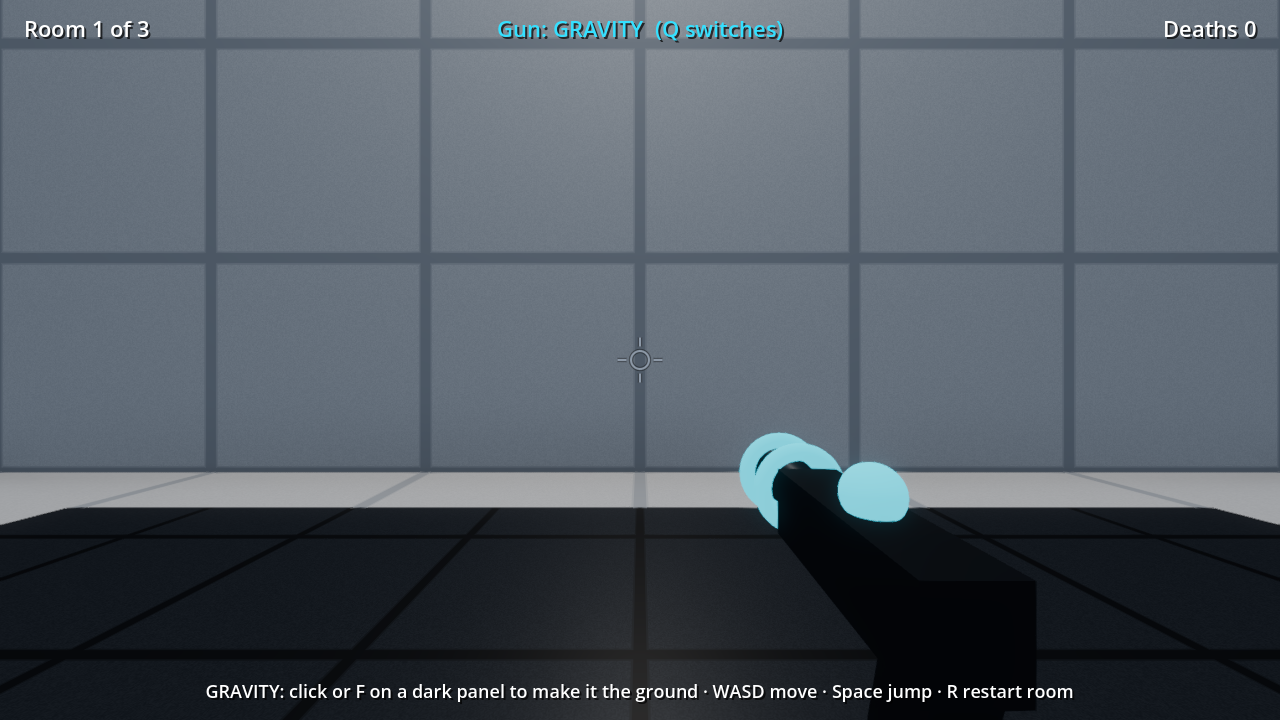 Room 1 of 3
Gun: GRAVITY (Q switches)
Deaths 0
GRAVITY: click or F on a dark panel to make it the ground · WASD move · Space jump · R restart room